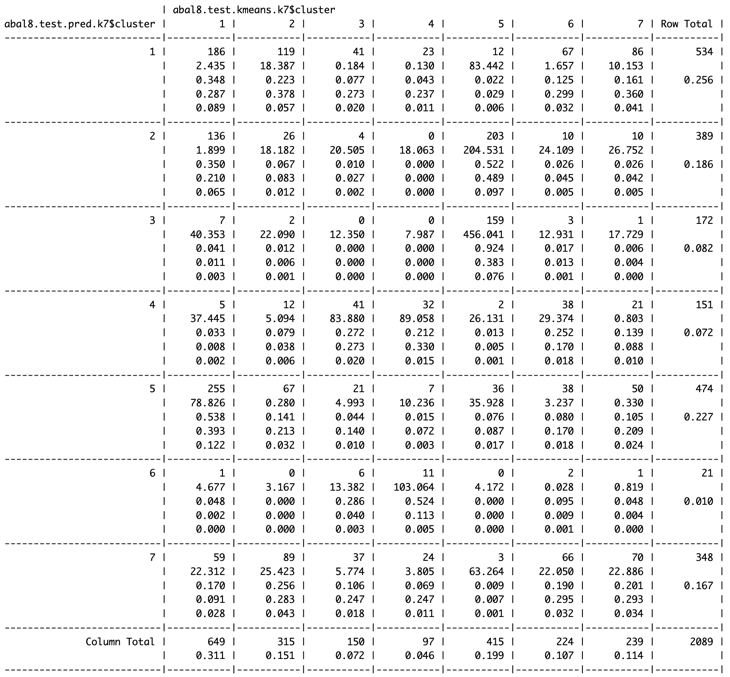 | abal8.test.kmeans.k7$cluster
abal8.test.pred.k7$cluster | 1 | 2 | 3 | 4 | 5 | 6 | 7 | Row Total |
---------------------------|-----------|-----------|-----------|-----------|-----------|-----------|-----------|-----------|
1 | 186 | 119 | 41 | 23 | 12 | 67 | 86 | 534 |
| 2.435 | 18.387 | 0.184 | 0.130 | 83.442 | 1.657 | 10.153 | |
| 0.348 | 0.223 | 0.077 | 0.043 | 0.022 | 0.125 | 0.161 | 0.256 |
| 0.287 | 0.378 | 0.273 | 0.237 | 0.029 | 0.299 | 0.360 | |
| 0.089 | 0.057 | 0.020 | 0.011 | 0.006 | 0.032 | 0.041 | |
---------------------------|-----------|-----------|-----------|-----------|-----------|-----------|-----------|-----------|
2 | 136 | 26 | 4 | 0 | 203 | 10 | 10 | 389 |
| 1.899 | 18.182 | 20.505 | 18.063 | 204.531 | 24.109 | 26.752 | |
| 0.350 | 0.067 | 0.010 | 0.000 | 0.522 | 0.026 | 0.026 | 0.186 |
| 0.210 | 0.083 | 0.027 | 0.000 | 0.489 | 0.045 | 0.042 | |
| 0.065 | 0.012 | 0.002 | 0.000 | 0.097 | 0.005 | 0.005 | |
---------------------------|-----------|-----------|-----------|-----------|-----------|-----------|-----------|-----------|
3 | 7 | 2 | 0 | 0 | 159 | 3 | 1 | 172 |
| 40.353 | 22.090 | 12.350 | 7.987 | 456.041 | 12.931 | 17.729 | |
| 0.041 | 0.012 | 0.000 | 0.000 | 0.924 | 0.017 | 0.006 | 0.082 |
| 0.011 | 0.006 | 0.000 | 0.000 | 0.383 | 0.013 | 0.004 | |
| 0.003 | 0.001 | 0.000 | 0.000 | 0.076 | 0.001 | 0.000 | |
---------------------------|-----------|-----------|-----------|-----------|-----------|-----------|-----------|-----------|
4 | 5 | 12 | 41 | 32 | 2 | 38 | 21 | 151 |
| 37.445 | 5.094 | 83.880 | 89.058 | 26.131 | 29.374 | 0.803 | |
| 0.033 | 0.079 | 0.272 | 0.212 | 0.013 | 0.252 | 0.139 | 0.072 |
| 0.008 | 0.038 | 0.273 | 0.330 | 0.005 | 0.170 | 0.088 | |
| 0.002 | 0.006 | 0.020 | 0.015 | 0.001 | 0.018 | 0.010 | |
---------------------------|-----------|-----------|-----------|-----------|-----------|-----------|-----------|-----------|
5 | 255 | 67 | 21 | 7 | 36 | 38 | 50 | 474 |
| 78.826 | 0.280 | 4.993 | 10.236 | 35.928 | 3.237 | 0.330 | |
| 0.538 | 0.141 | 0.044 | 0.015 | 0.076 | 0.080 | 0.105 | 0.227 |
| 0.393 | 0.213 | 0.140 | 0.072 | 0.087 | 0.170 | 0.209 | |
| 0.122 | 0.032 | 0.010 | 0.003 | 0.017 | 0.018 | 0.024 | |
---------------------------|-----------|-----------|-----------|-----------|-----------|-----------|-----------|-----------|
6 | 1 | 0 | 6 | 11 | 0 | 2 | 1 | 21 |
| 4.677 | 3.167 | 13.382 | 103.064 | 4.172 | 0.028 | 0.819 | |
| 0.048 | 0.000 | 0.286 | 0.524 | 0.000 | 0.095 | 0.048 | 0.010 |
| 0.002 | 0.000 | 0.040 | 0.113 | 0.000 | 0.009 | 0.004 | |
| 0.000 | 0.000 | 0.003 | 0.005 | 0.000 | 0.001 | 0.000 | |
---------------------------|-----------|-----------|-----------|-----------|-----------|-----------|-----------|-----------|
7 | 59 | 89 | 37 | 24 | 3 | 66 | 70 | 348 |
| 22.312 | 25.423 | 5.774 | 3.805 | 63.264 | 22.050 | 22.886 | |
| 0.170 | 0.256 | 0.106 | 0.069 | 0.009 | 0.190 | 0.201 | 0.167 |
| 0.091 | 0.283 | 0.247 | 0.247 | 0.007 | 0.295 | 0.293 | |
| 0.028 | 0.043 | 0.018 | 0.011 | 0.001 | 0.032 | 0.034 | |
---------------------------|-----------|-----------|-----------|-----------|-----------|-----------|-----------|-----------|
Column Total | 649 | 315 | 150 | 97 | 415 | 224 | 239 | 2089 |
| 0.311 | 0.151 | 0.072 | 0.046 | 0.199 | 0.107 | 0.114 | |
---------------------------|-----------|-----------|-----------|-----------|-----------|-----------|-----------|-----------|